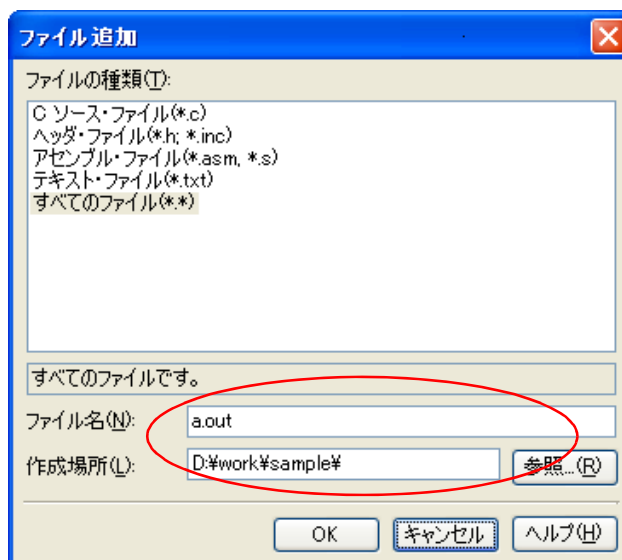 ファイル追加
ファイルの種類(T):
C ソース・ファイル(*.c)
ヘッダ・ファイル(*.h; *.inc)
アセンブル・ファイル(*.asm, *.s)
テキスト・ファイル(*.txt)
すべてのファイル(*.*)
すべてのファイルです。
ファイル名(N): a.out
作成場所(L): D:¥work¥sample¥ 参照...(R)
OK キャンセル ヘルプ(H)